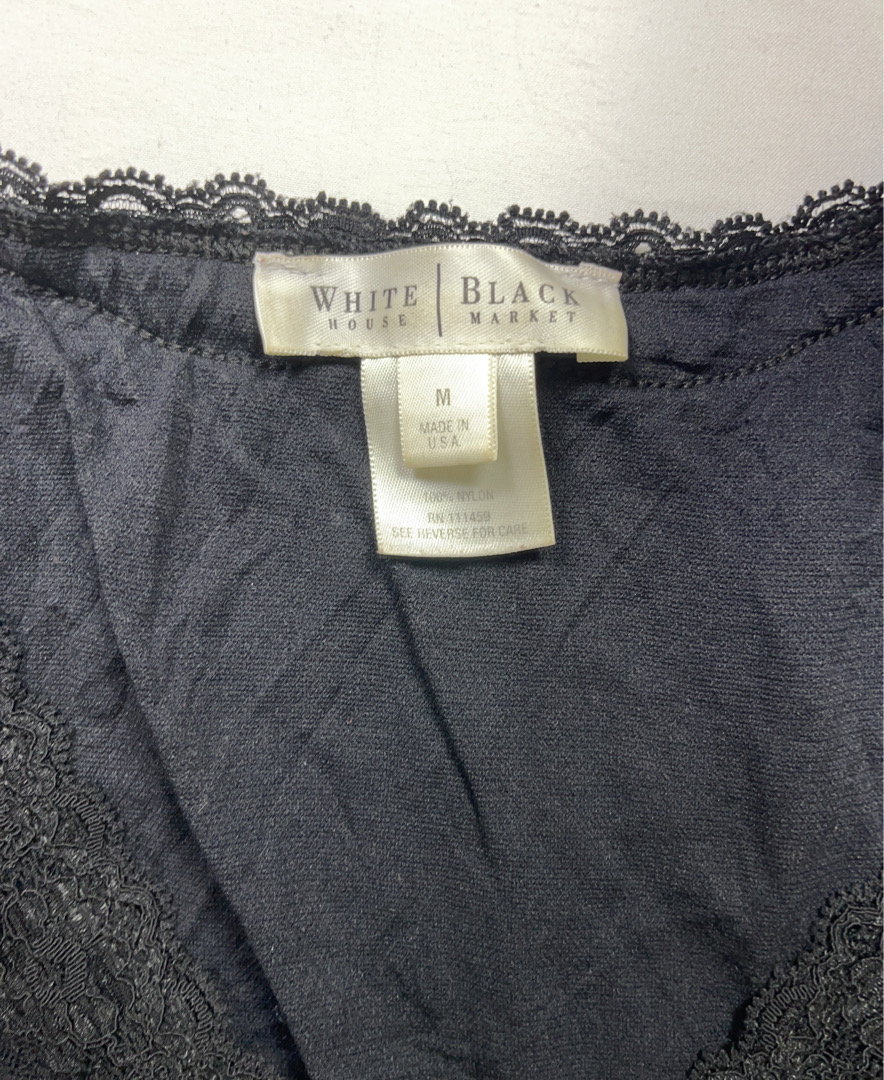 WHITE | BLACK
HOUSE MARKET
M
MADE IN
U.S.A.
100% NYLON
RN 111459
SEE REVERSE FOR CARE